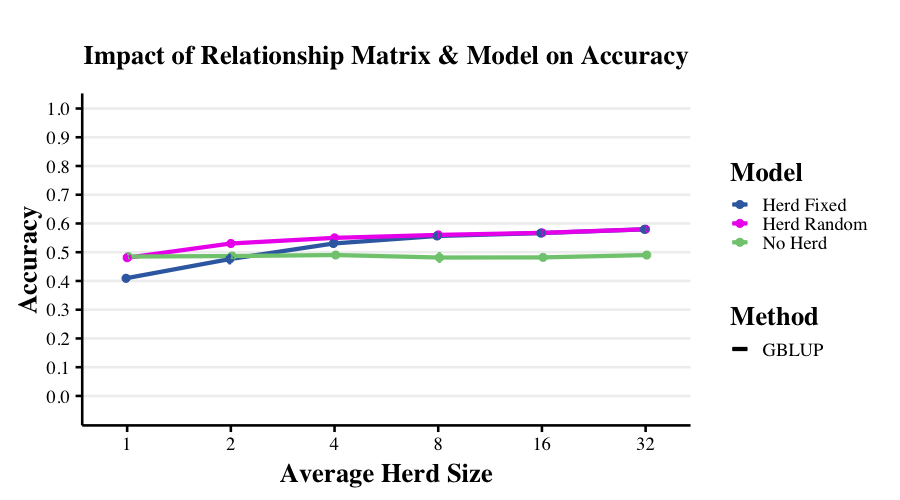 Impact of Relationship Matrix & Model on Accuracy
Accuracy
1.0
0.9
0.8
0.7
0.6
0.5
0.4
0.3
0.2
0.1
0.0
1 2 4 8 16 32
Average Herd Size
Model
Herd Fixed
Herd Random
No Herd
Method
GBLUP